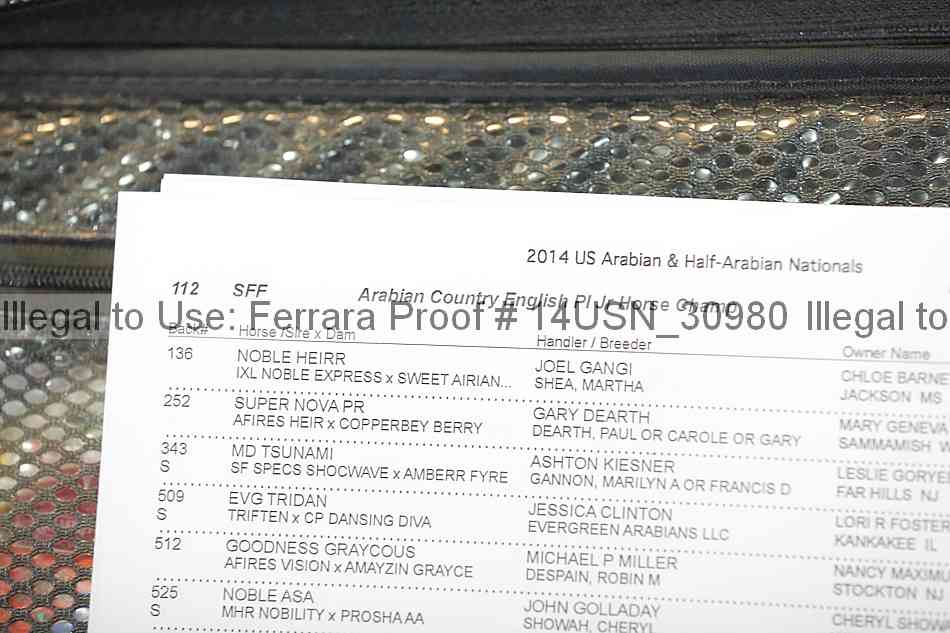 2014 US Arabian & Half-Arabian Nationals
112 SFF Arabian Country English Pl Jr Horse Champ
Illegal to Use: Ferrara Proof # 14USN_30980 Illegal to
Back# Horse /Sire x Dam Handler / Breeder Owner Name
136 NOBLE HEIRR JOEL GANGI CHLOE BARNE
IXL NOBLE EXPRESS x SWEET AIRIAN... SHEA, MARTHA JACKSON MS
252 SUPER NOVA PR GARY DEARTH MARY GENEVA
AFIRES HEIR x COPPERBEY BERRY DEARTH, PAUL OR CAROLE OR GARY SAMMAMISH W
343 MD TSUNAMI ASHTON KIESNER LESLIE GORYE
S SF SPECS SHOCWAVE x AMBERR FYRE GANNON, MARILYN A OR FRANCIS D FAR HILLS NJ
509 EVG TRIDAN JESSICA CLINTON LORI R FOSTE
S TRIFTEN x CP DANSING DIVA EVERGREEN ARABIANS LLC KANKAKEE IL
512 GOODNESS GRAYCOUS MICHAEL P MILLER NANCY MAXIM
AFIRES VISION x AMAYZIN GRAYCE DESPAIN, ROBIN M STOCKTON NJ
525 NOBLE ASA JOHN GOLLADAY CHERYL SHOW
S MHR NOBILITY x PROSHA AA SHOWAH, CHERYL